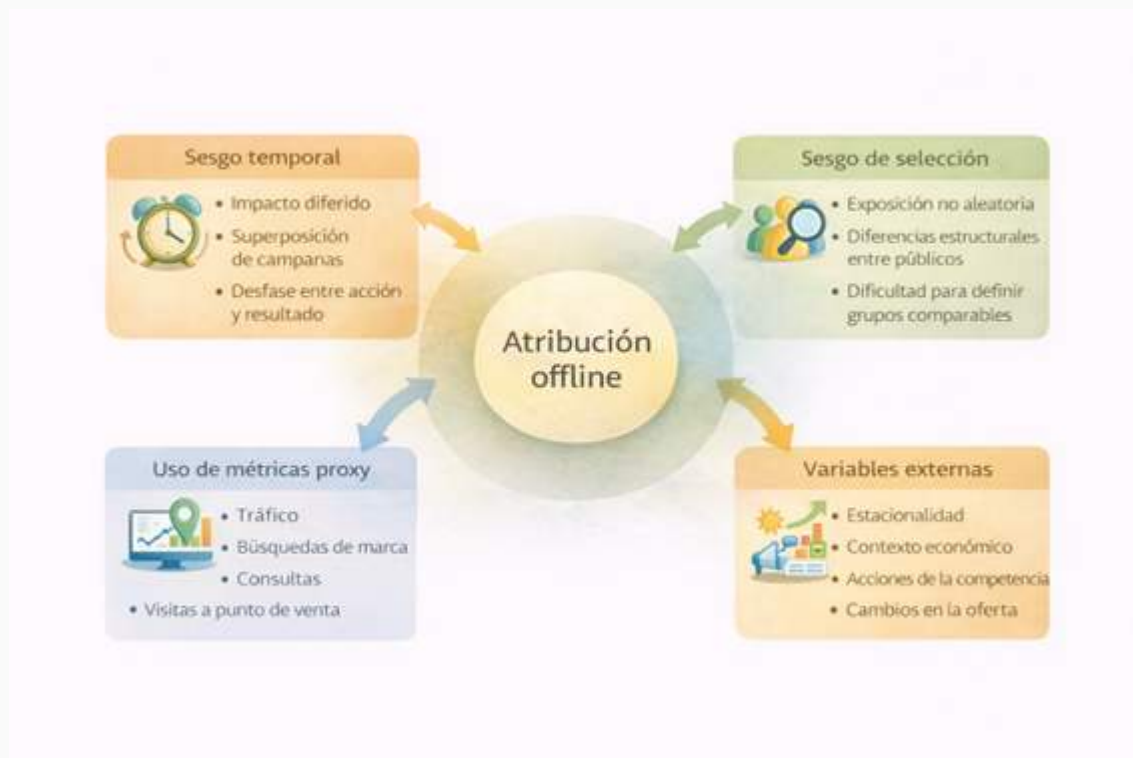 Sesgo temporal
• Impacto diferido
• Superposición
de campanas
• Desfase entre acción
y resultado
Sesgo de selección
• Exposición no aleatoria
• Diferencias estructurales
entre públicos
• Dificultad para definir
grupos comparables
Atribución
offline
Uso de métricas proxy
• Tráfico
• Búsquedas de marca
• Consultas
• Visitas a punto de venta
Variables externas
• Estacionalidad
• Contexto económico
• Acciones de la competencia
• Cambios en la oferta